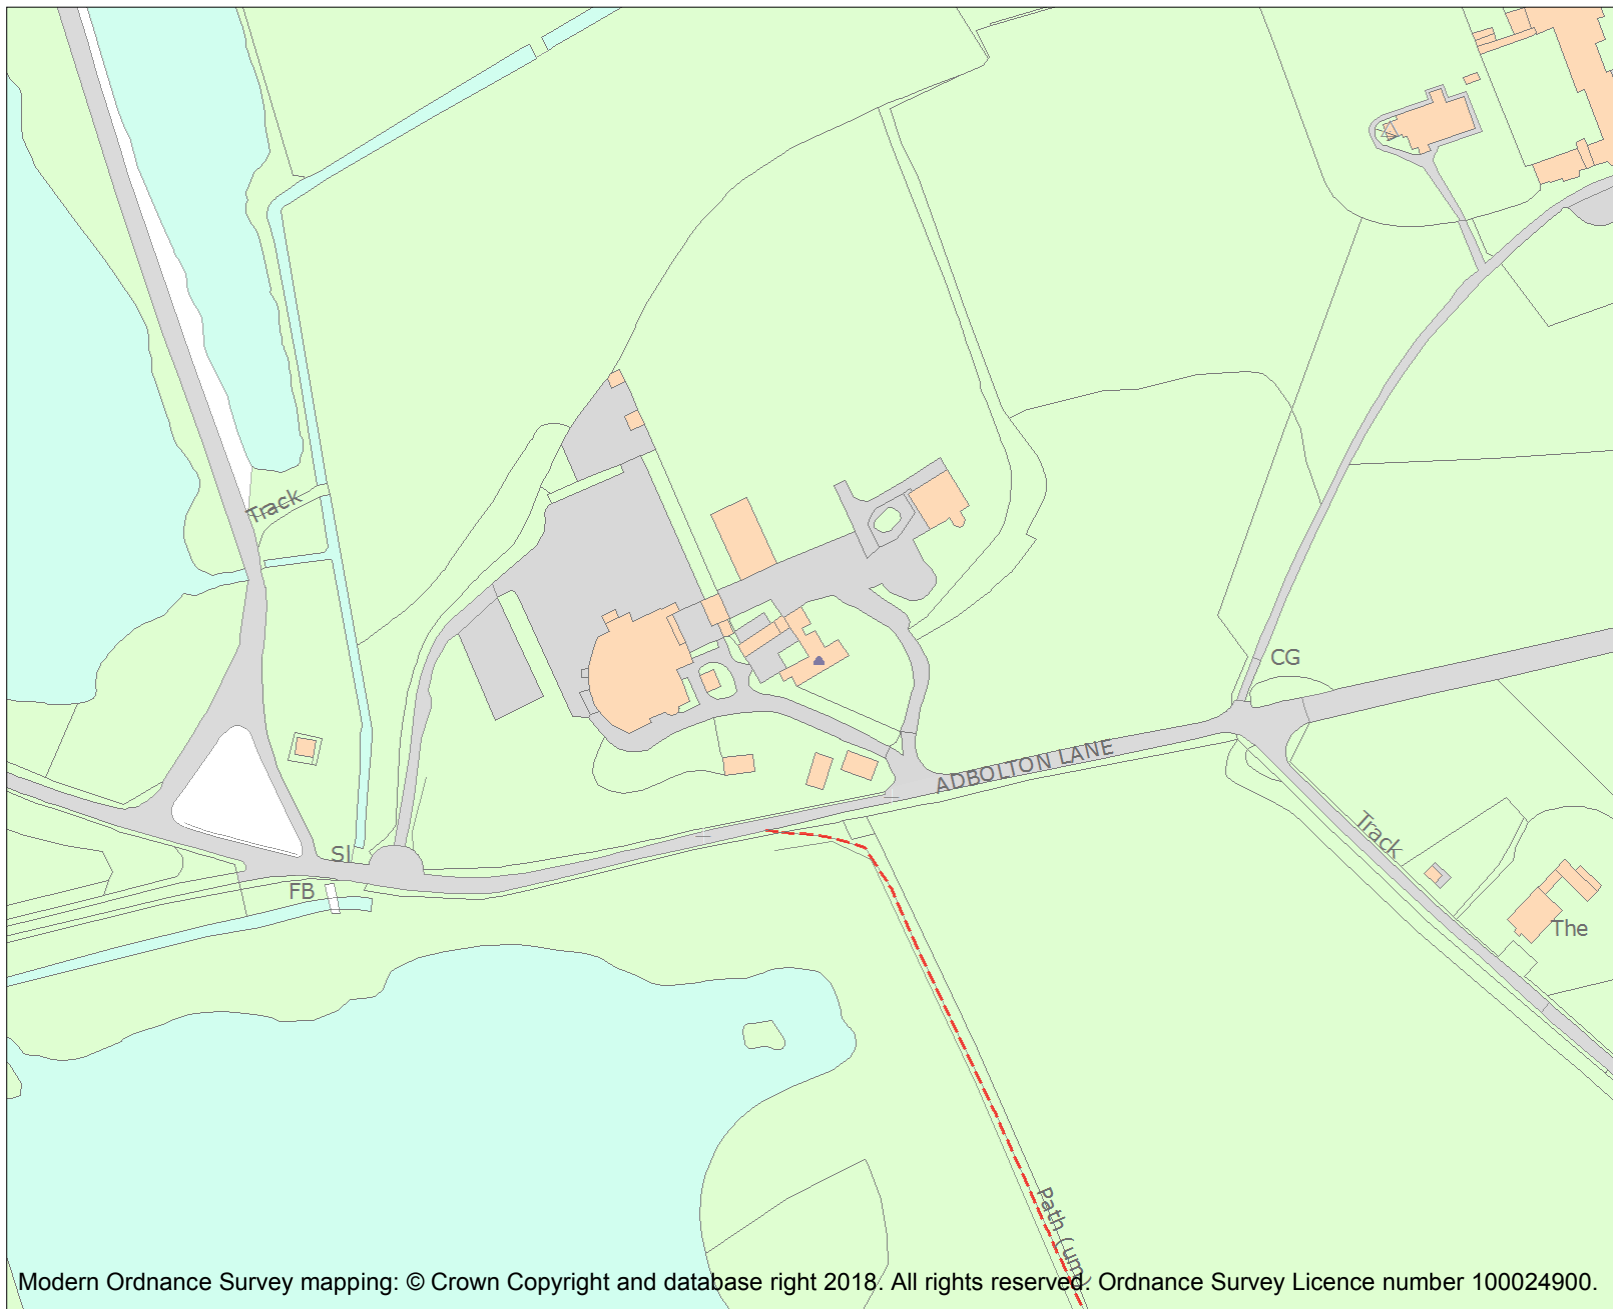 Track
CG
ADBOLTON LANE
Track
Sl
FB
The
Path (um)
Modern Ordnance Survey mapping: © Crown Copyright and database right 2018. All rights reserved. Ordnance Survey Licence number 100024900.